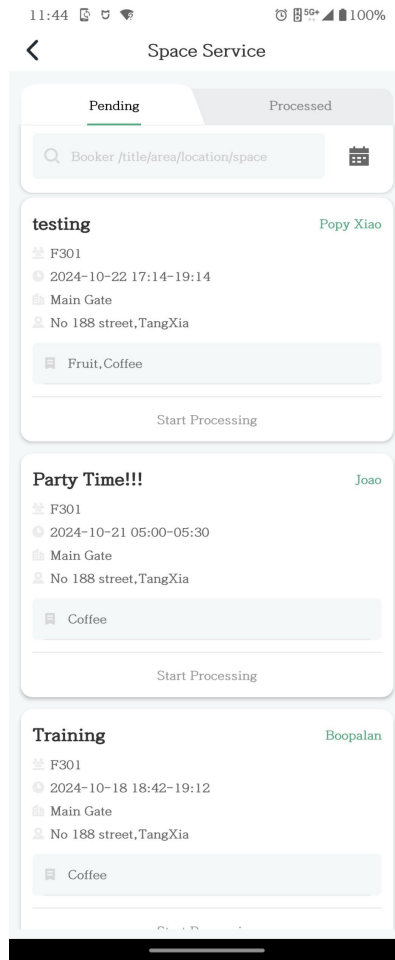 11:44
5G+ 100%
Space Service
Pending Processed
Booker /title/area/location/space
testing Popy Xiao
F301
2024-10-22 17:14-19:14
Main Gate
No 188 street,TangXia
Fruit,Coffee
Start Processing
Party Time!!! Joao
F301
2024-10-21 05:00-05:30
Main Gate
No 188 street,TangXia
Coffee
Start Processing
Training Boopalan
F301
2024-10-18 18:42-19:12
Main Gate
No 188 street,TangXia
Coffee